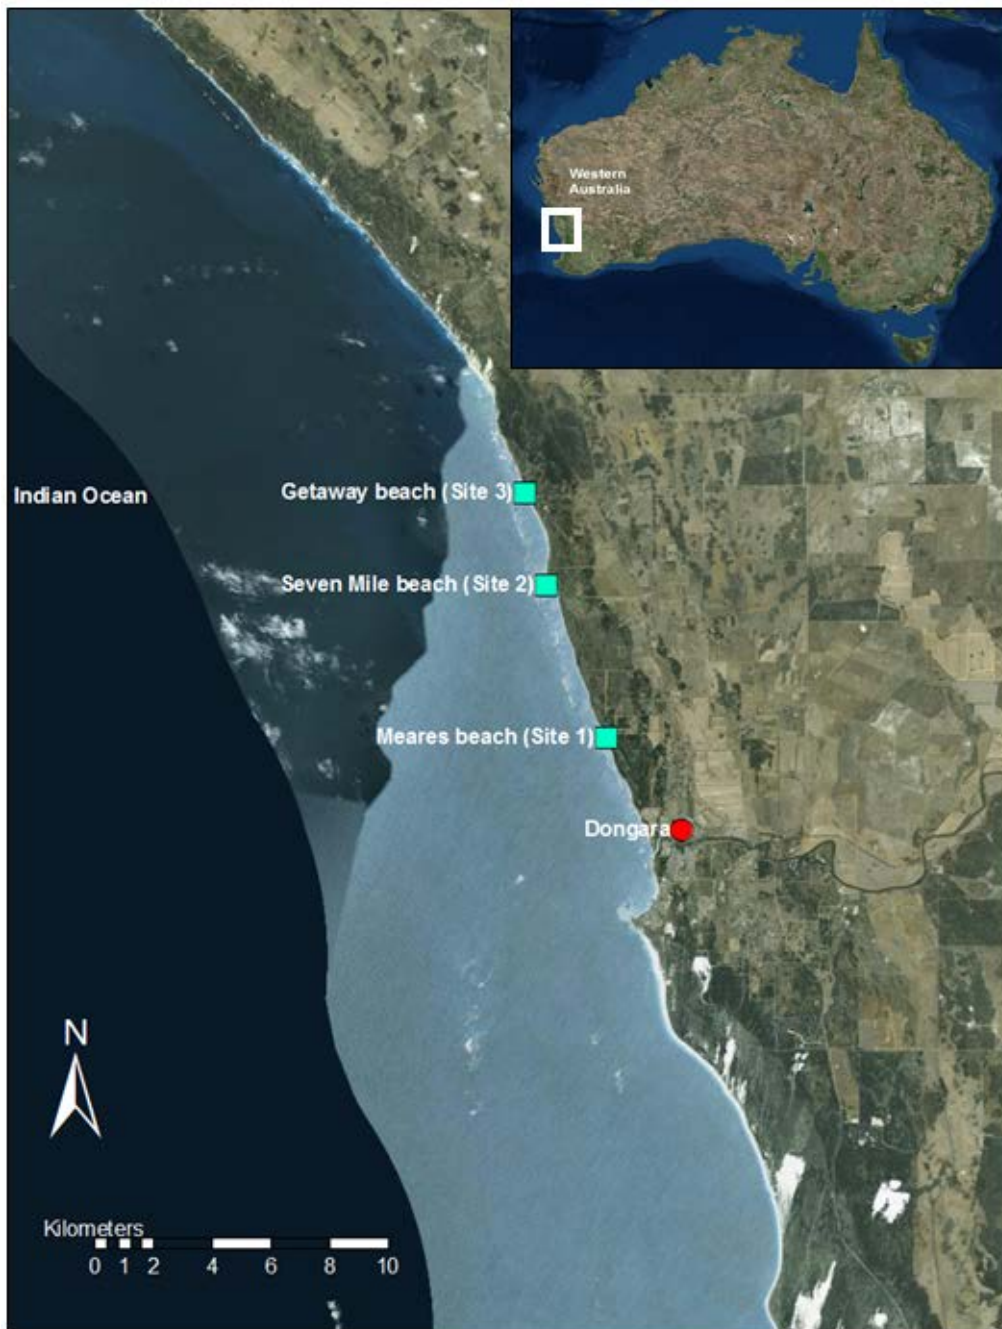 Western
Australia
Indian Ocean
Getaway beach (Site 3)
Seven Mile beach (Site 2)
Meares beach (Site 1)
Dongara
N
Kilometers
0 1 2 4 6 8 10